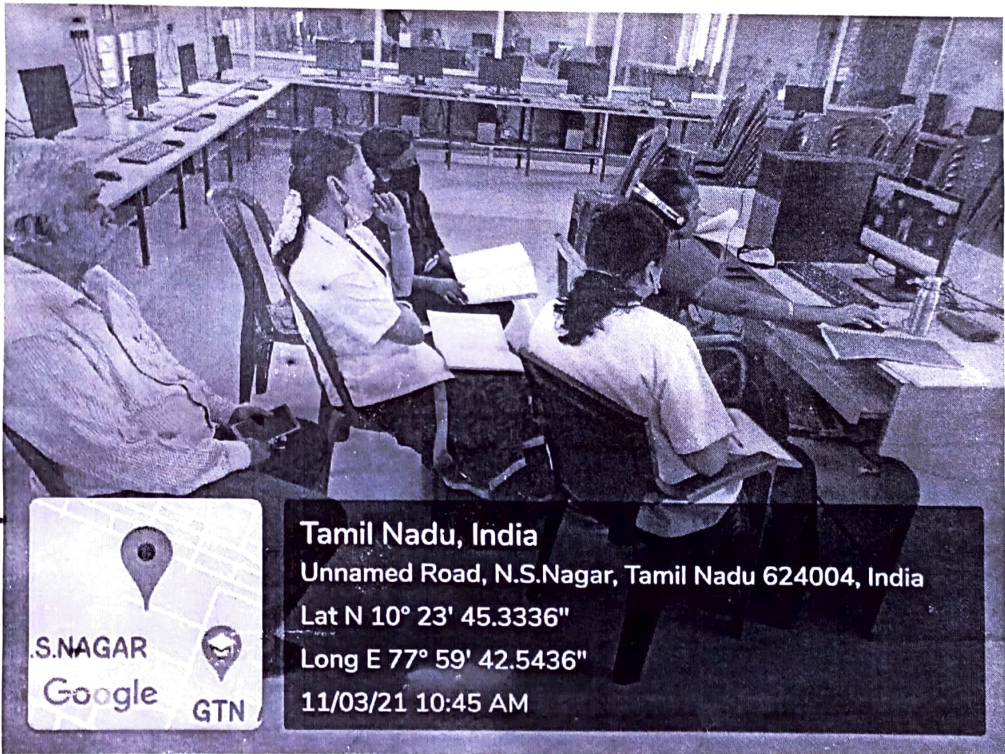 Tamil Nadu, India
Unnamed Road, N.S.Nagar, Tamil Nadu 624004, India
Lat N 10° 23' 45.3336"
Long E 77° 59' 42.5436"
11/03/21 10:45 AM
.S.NAGAR
Google
GTN